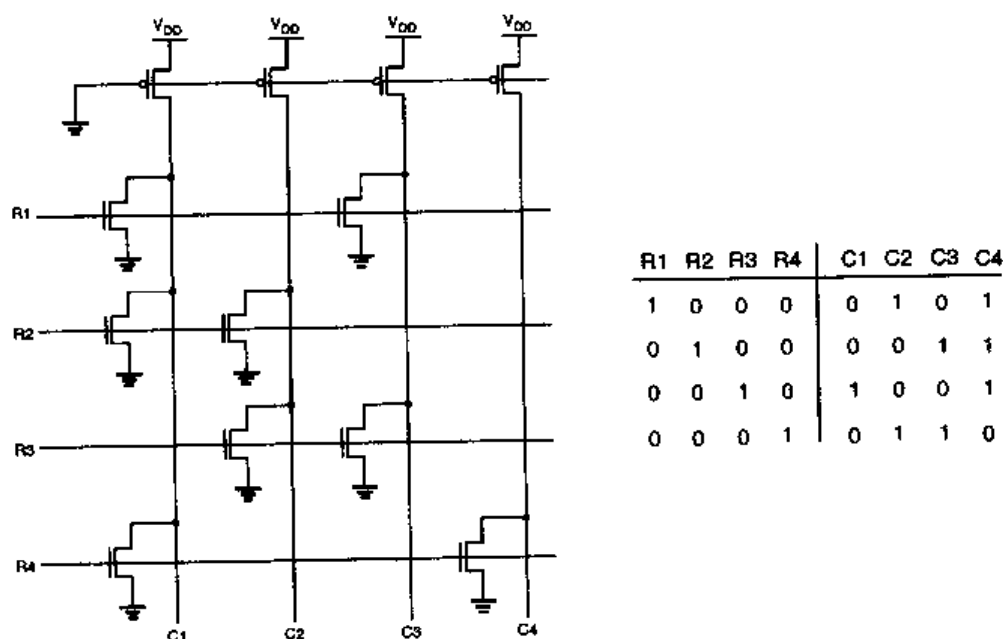 VDD VDD VDD VDD
R1
R2
R3
R4
C1 C2 C3 C4
R1 R2 R3 R4 C1 C2 C3 C4
1 0 0 0 0 1 0 1
0 1 0 0 0 0 1 1
0 0 1 0 1 0 0 1
0 0 0 1 0 1 1 0